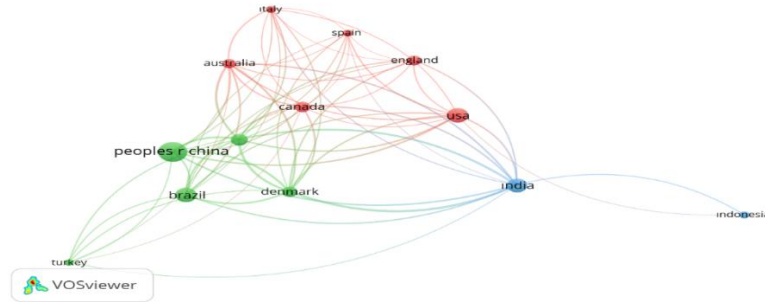 italy
spain
australia
england
canada
usa
peoples r china
brazil
denmark
india
indonesia
turkey
VOSviewer